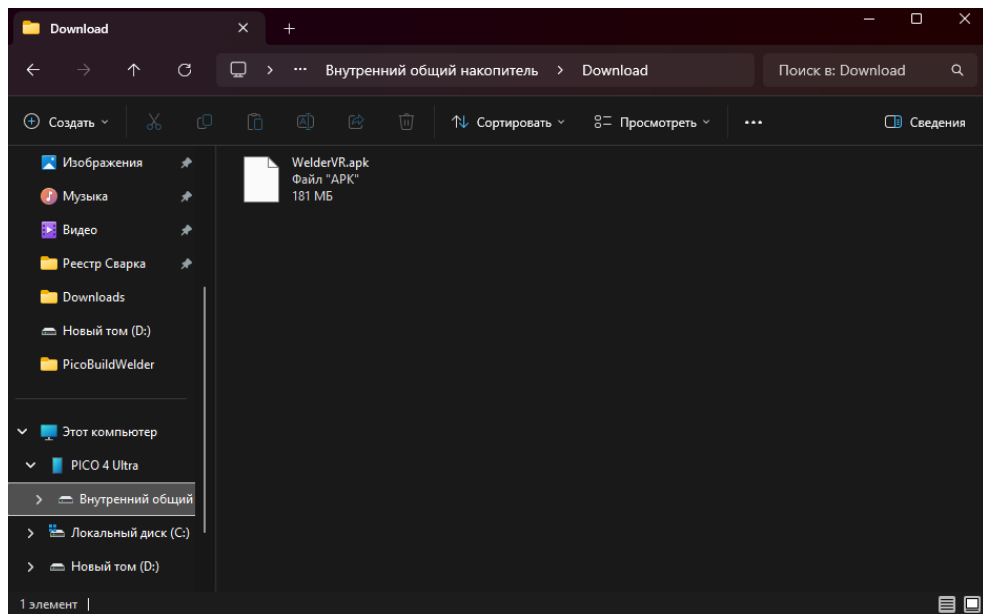 Download
Внутренний общий накопитель > Download
Поиск в: Download
Создать
Сортировать
Просмотреть
Сведения
Изображения
Музыка
Видео
Реестр Сварка
Downloads
Новый том (D:)
PicoBuildWelder
Этот компьютер
PICO 4 Ultra
Внутренний общий
Локальный диск (C:)
Новый том (D:)
WelderVR.apk
Файл "APK"
181 МБ
1 элемент